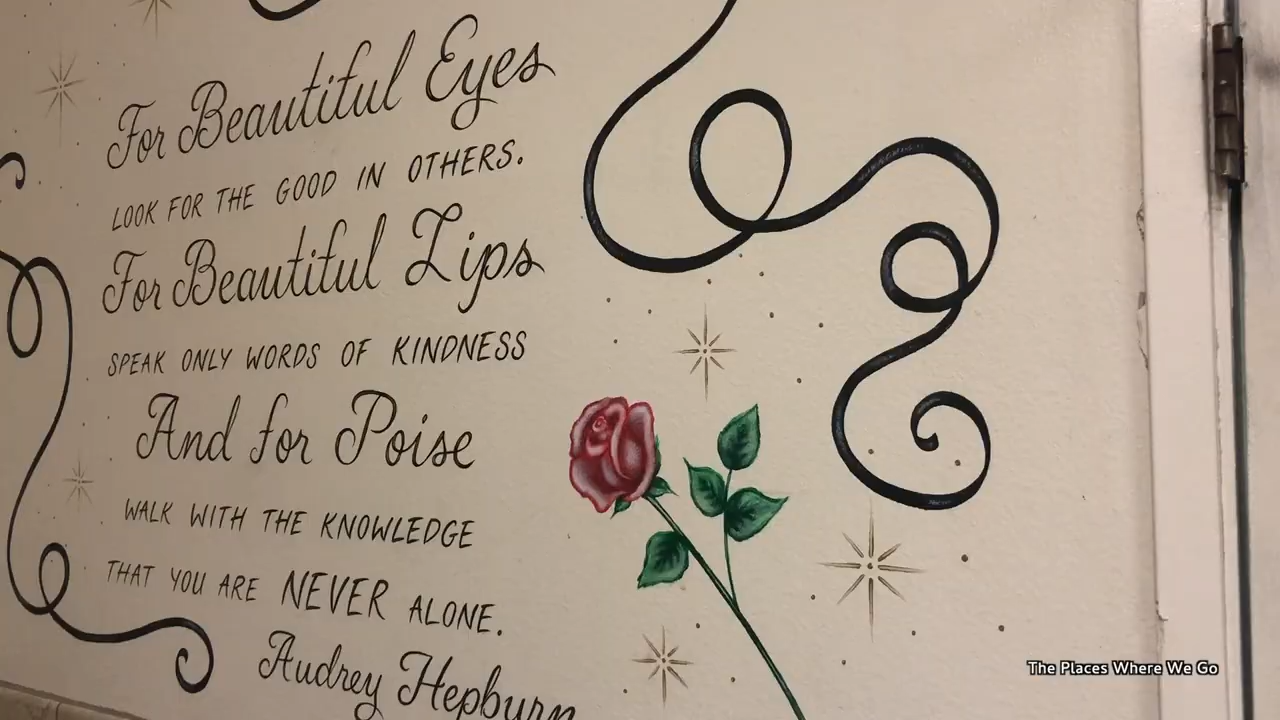 For Beautiful Eyes
LOOK FOR THE GOOD IN OTHERS.
For Beautiful Lips
SPEAK ONLY WORDS OF KINDNESS
And for Poise
WALK WITH THE KNOWLEDGE
THAT YOU ARE NEVER ALONE.
Audrey Hepburn
The Places Where We Go